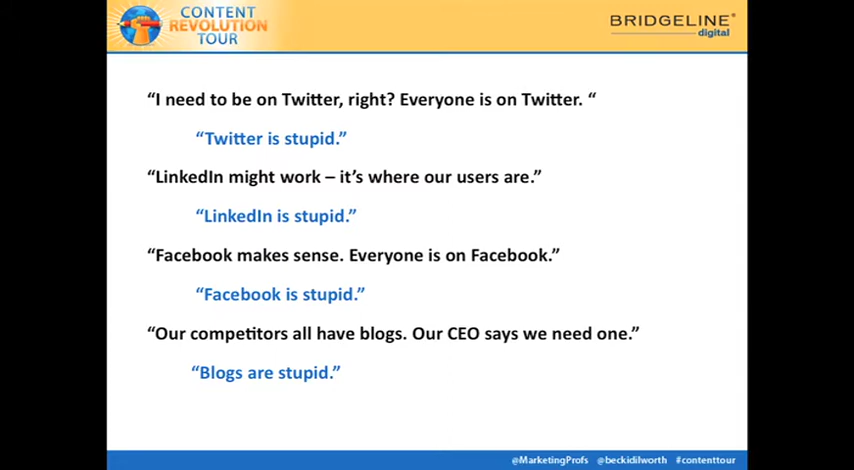 CONTENT
REVOLUTION
TOUR
BRIDGELINE®
digital
“I need to be on Twitter, right? Everyone is on Twitter. “
“Twitter is stupid.”
“LinkedIn might work – it’s where our users are.”
“LinkedIn is stupid.”
“Facebook makes sense. Everyone is on Facebook.”
“Facebook is stupid.”
“Our competitors all have blogs. Our CEO says we need one.”
“Blogs are stupid.”
@MarketingProfs @beckidilworth #contenttour